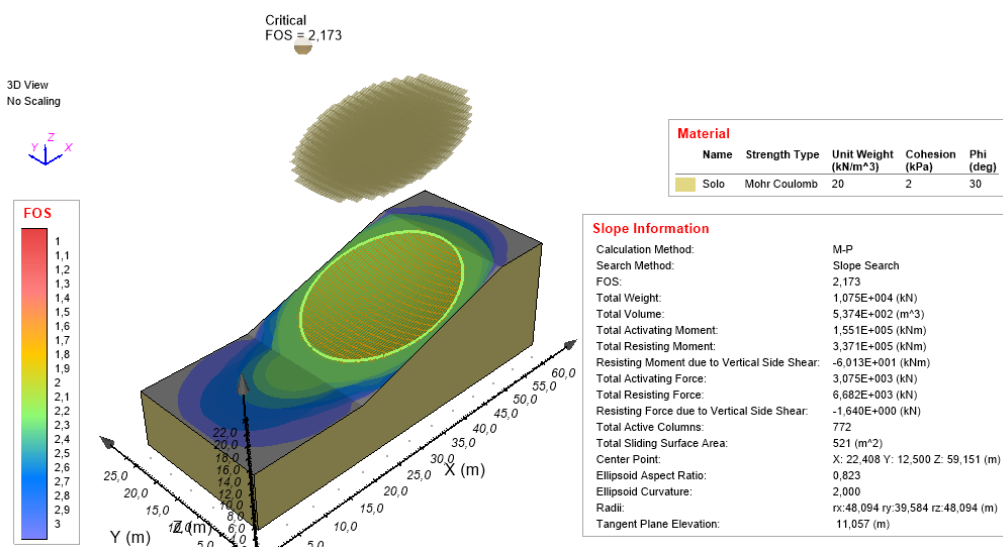 Critical
FOS = 2,173
3D View
No Scaling
Z
Y
X
FOS
1
1,1
1,2
1,3
1,4
1,5
1,6
1,7
1,8
1,9
2
2,1
2,2
2,3
2,4
2,5
2,6
2,7
2,8
2,9
3
Material
Name Strength Type Unit Weight (kN/m^3) Cohesion (kPa) Phi (deg)
Solo Mohr Coulomb 20 2 30
Slope Information
Calculation Method: M-P
Search Method: Slope Search
FOS: 2,173
Total Weight: 1,075E+004 (kN)
Total Volume: 5,374E+002 (m^3)
Total Activating Moment: 1,551E+005 (kNm)
Total Resisting Moment: 3,371E+005 (kNm)
Resisting Moment due to Vertical Side Shear: -6,013E+001 (kNm)
Total Activating Force: 3,075E+003 (kN)
Total Resisting Force: 6,682E+003 (kN)
Resisting Force due to Vertical Side Shear: -1,640E+000 (kN)
Total Active Columns: 772
Total Sliding Surface Area: 521 (m^2)
Center Point: X: 22,408 Y: 12,500 Z: 59,151 (m)
Ellipsoid Aspect Ratio: 0,823
Ellipsoid Curvature: 2,000
Radii: rx:48,094 ry:39,584 rz:48,094 (m)
Tangent Plane Elevation: 11,057 (m)
60,0
55,0
50,0
45,0
40,0
35,0
30,0
25,0
20,0
15,0
10,0
5,0
X (m)
22,0
20,0
18,0
16,0
14,0
12,0
10,0
8,0
6,0
4,0
Z (m)
25,0
20,0
15,0
10,0
5,0
Y (m)